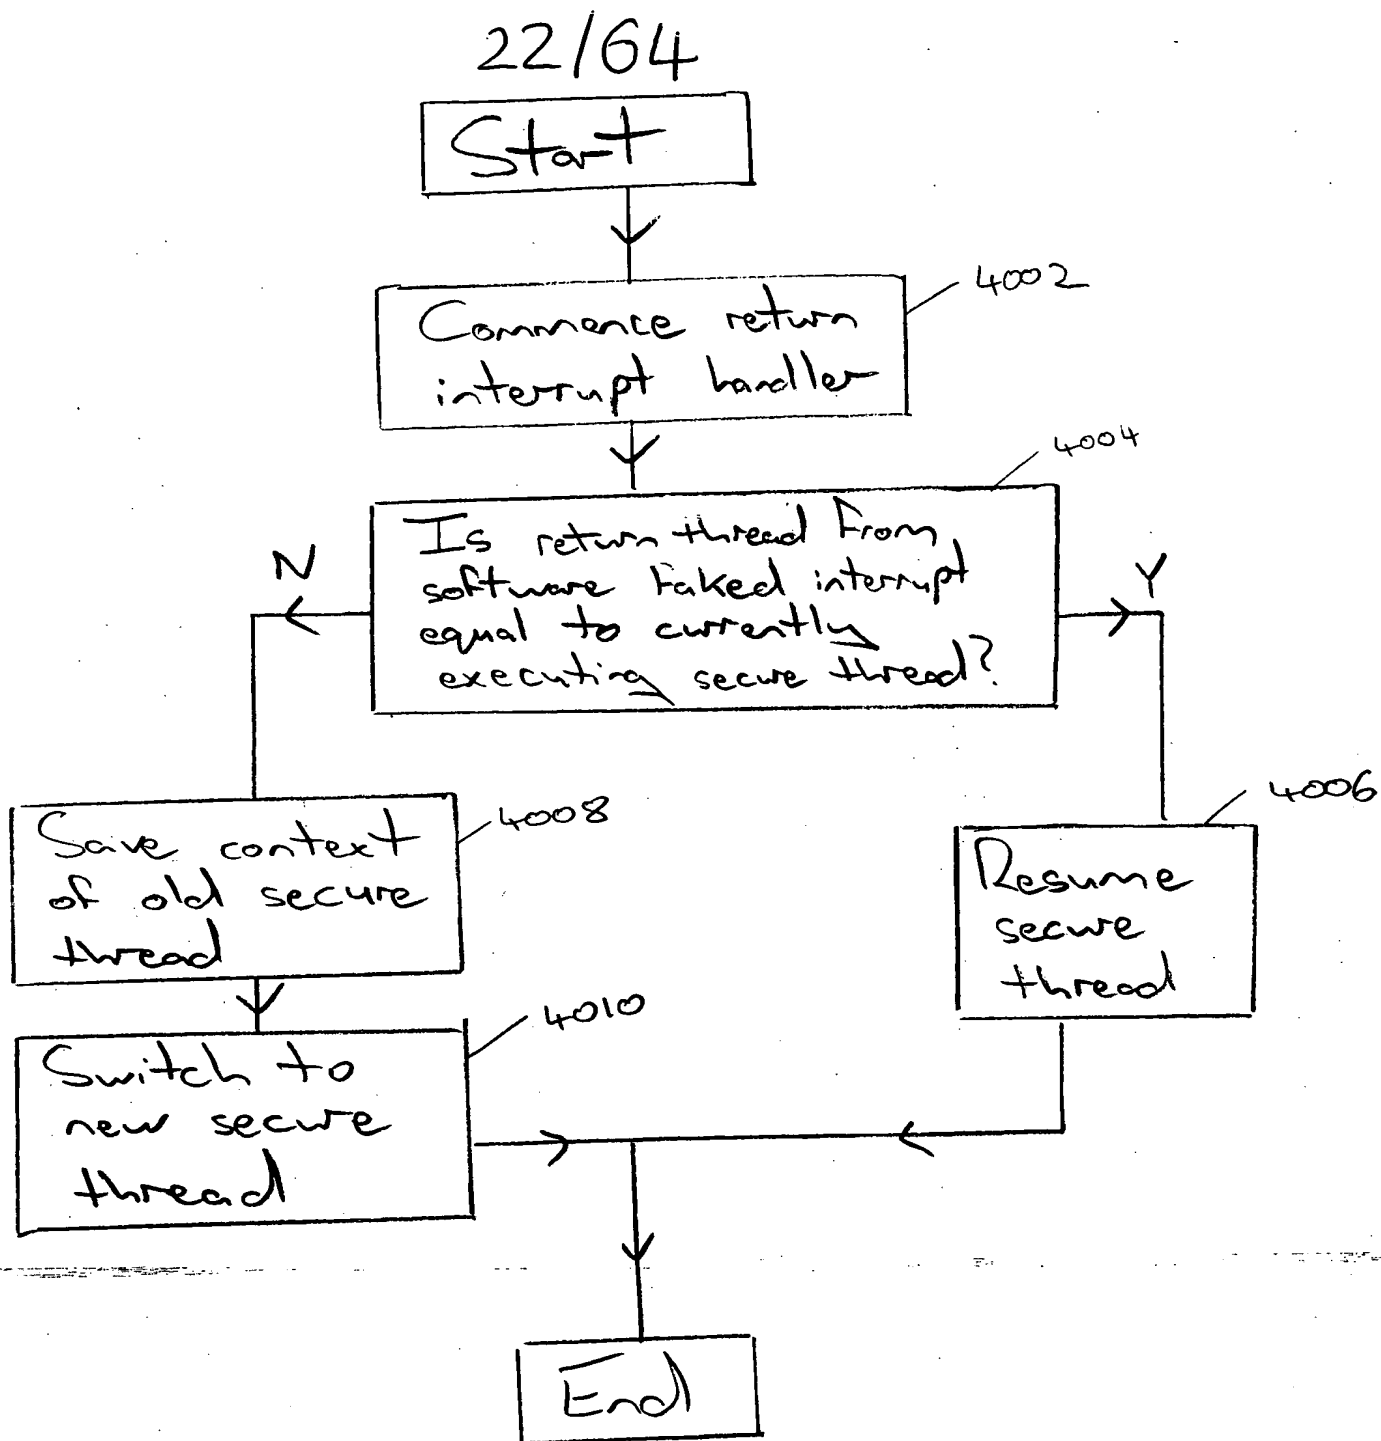 22/64
Start
4002
Commence return
interrupt handler
4004
Is return thread from
software faked interrupt
equal to currently
executing secure thread?
N
Y
4008
Save context
of old secure
thread
4006
Resume
secure
thread
4010
Switch to
new secure
thread
End